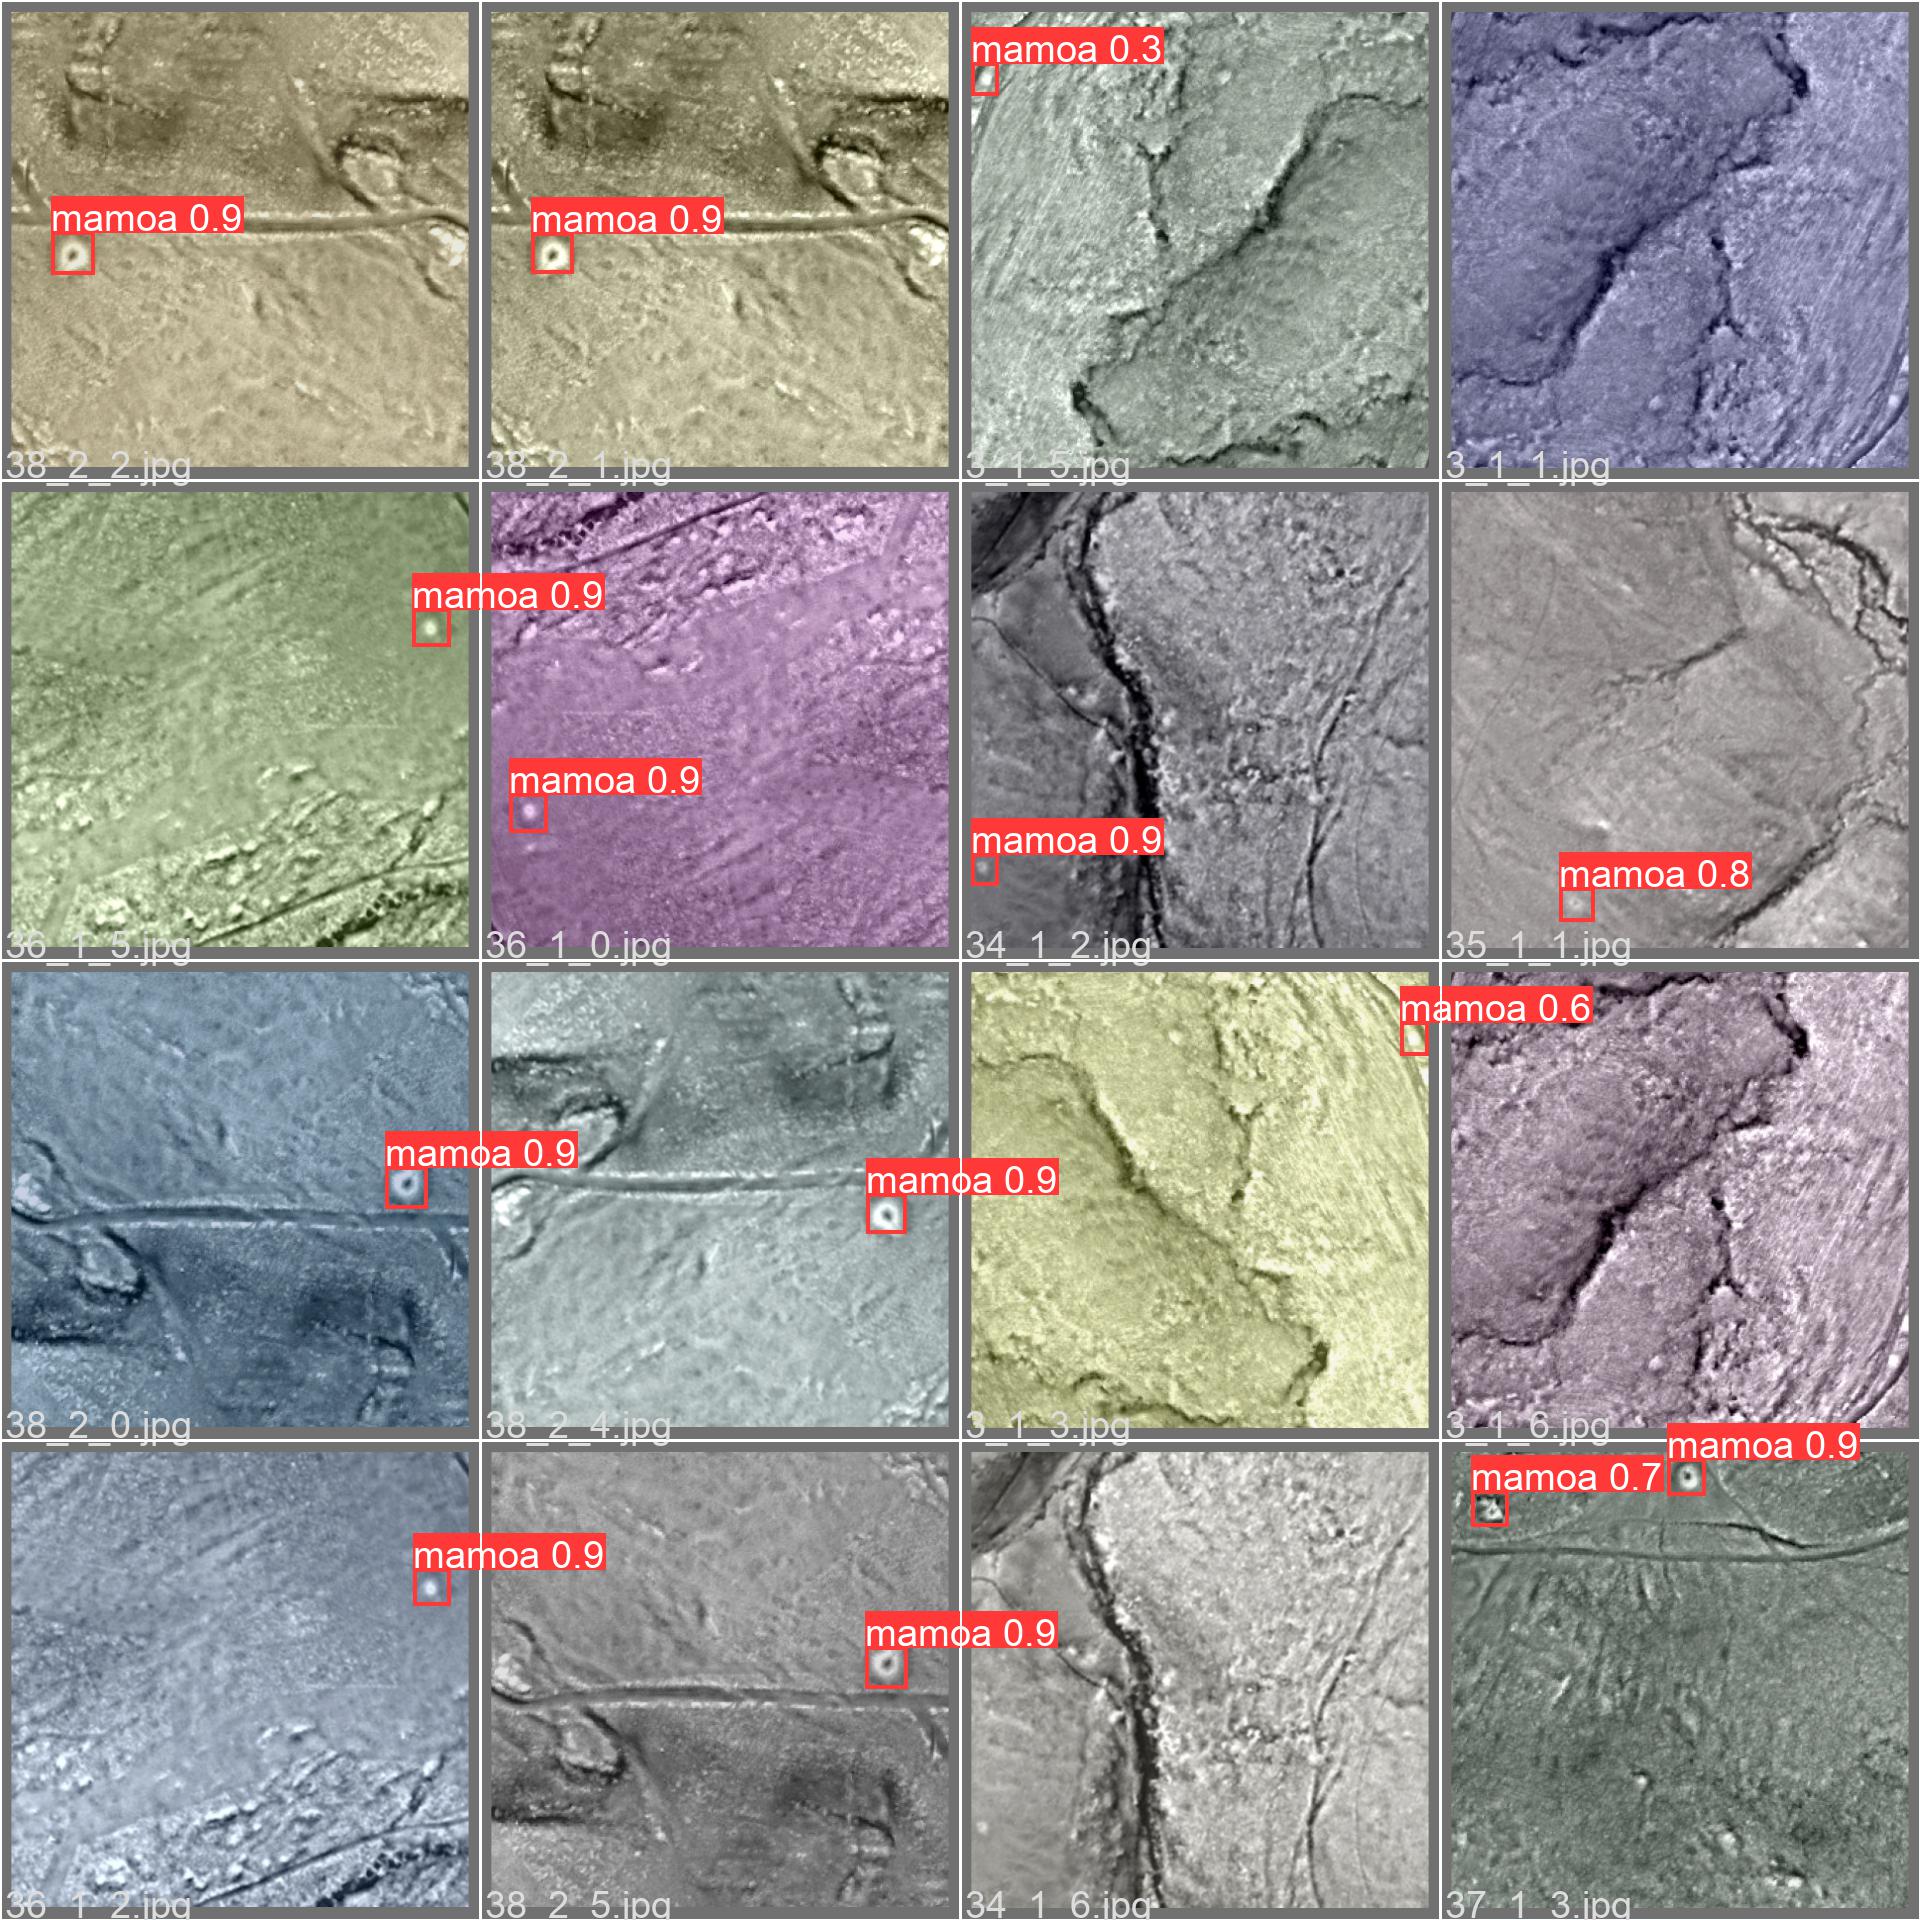 mamoa 0.9
38_2_2.jpg
mamoa 0.9
38_2_1.jpg
mamoa 0.3
3_1_5.jpg
3_1_1.jpg
mamoa 0.9
36_1_5.jpg
mamoa 0.9
36_1_0.jpg
mamoa 0.9
34_1_2.jpg
mamoa 0.8
35_1_1.jpg
mamoa 0.9
38_2_0.jpg
mamoa 0.9
38_2_4.jpg
mamoa 0.6
3_1_3.jpg
3_1_6.jpg
mamoa 0.9
36_1_2.jpg
mamoa 0.9
38_2_5.jpg
34_1_6.jpg
mamoa 0.9
mamoa 0.7
37_1_3.jpg